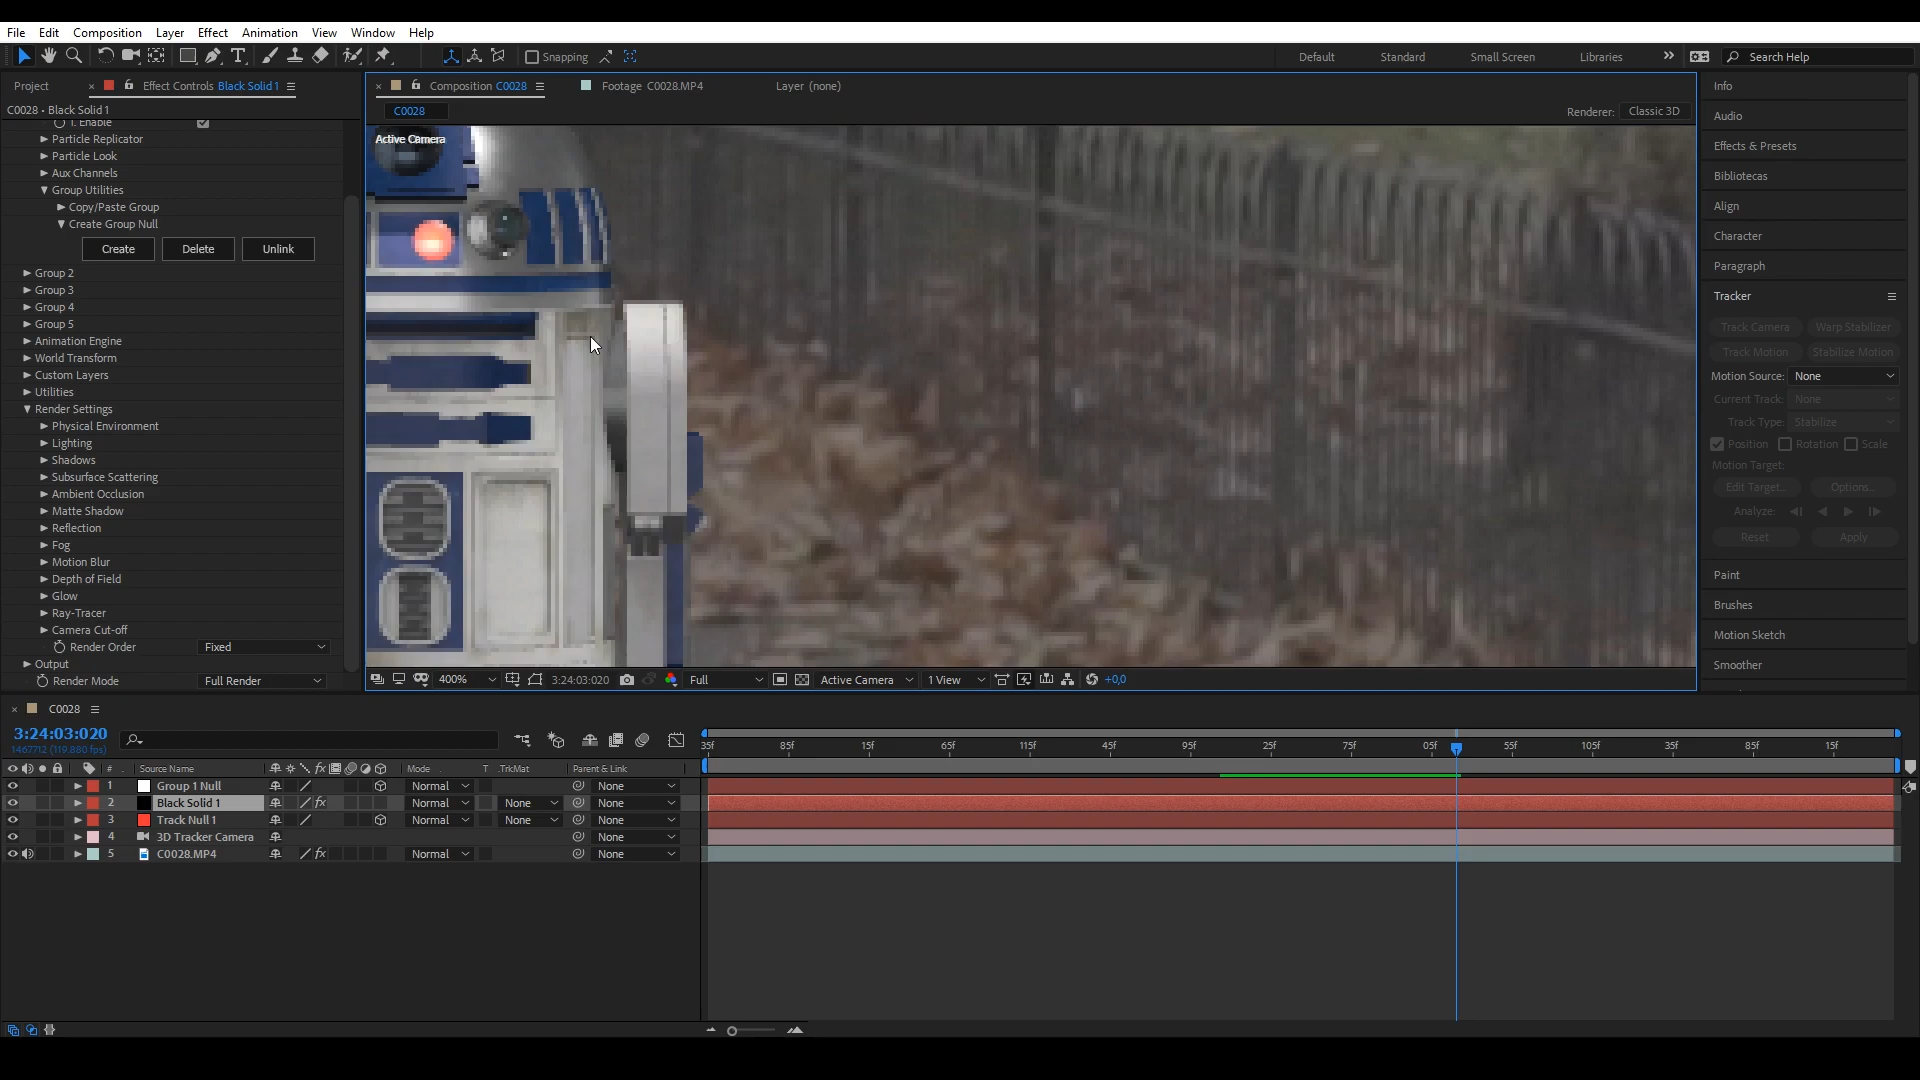 File Edit Composition Layer Effect Animation View Window Help
Snapping
Default Standard Small Screen Libraries Search Help
Project Effect Controls Black Solid 1
C0028 • Black Solid 1
1. Enable
Particle Replicator
Particle Look
Aux Channels
Group Utilities
Copy/Paste Group
Create Group Null
Create Delete Unlink
Group 2
Group 3
Group 4
Group 5
Animation Engine
World Transform
Custom Layers
Utilities
Render Settings
Physical Environment
Lighting
Shadows
Subsurface Scattering
Ambient Occlusion
Matte Shadow
Reflection
Fog
Motion Blur
Depth of Field
Glow
Ray-Tracer
Camera Cut-off
Render Order Fixed
Output
Render Mode Full Render
Composition C0028 Footage C0028.MP4 Layer (none)
C0028 Renderer: Classic 3D
Active Camera
400% 3:24:03:020 Full Active Camera 1 View +0,0
Info
Audio
Effects & Presets
Bibliotecas
Align
Character
Paragraph
Tracker
Track Camera Warp Stabilizer
Track Motion Stabilize Motion
Motion Source: None
Current Track: None
Track Type: Stabilize
Position Rotation Scale
Motion Target:
Edit Target... Options...
Analyze:
Reset Apply
Paint
Brushes
Motion Sketch
Smoother
C0028
3:24:03:020
1467712 (119.880 fps)
35f 85f 15f 65f 115f 45f 95f 25f 75f 05f 55f 105f 35f 85f 15f
# Source Name Mode T .TrkMat Parent & Link
1 Group 1 Null Normal None
2 Black Solid 1 Normal None None
3 Track Null 1 Normal None None
4 3D Tracker Camera None
5 C0028.MP4 Normal None